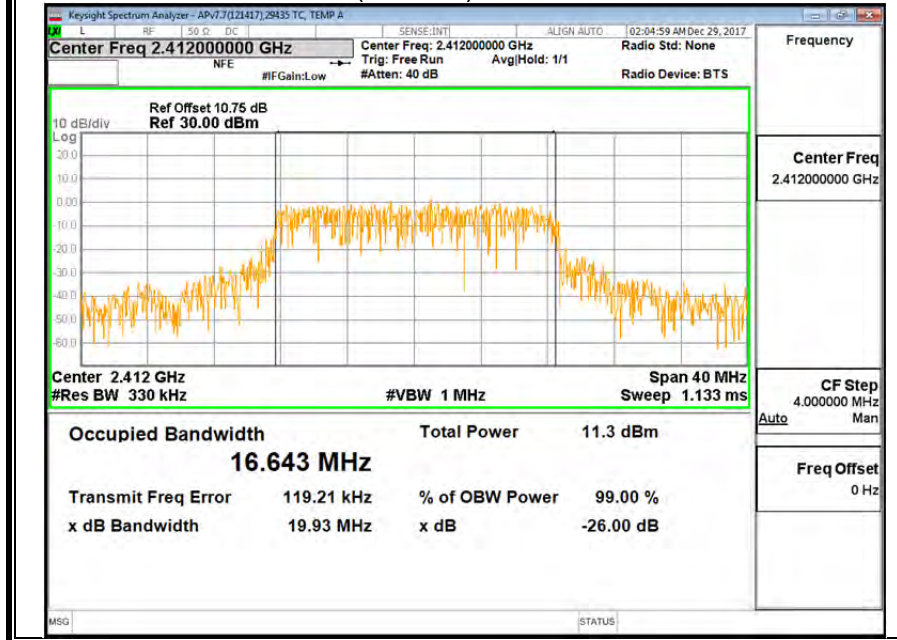 Keysight Spectrum Analyzer - APv7.7(121417),29435 TC, TEMP A
LXI L RF 50 Ω DC SENSE:INT ALIGN AUTO 02:04:59 AM Dec 29, 2017
Center Freq 2.412000000 GHz
NFE
#IFGain:Low
Center Freq: 2.412000000 GHz
Trig: Free Run Avg|Hold: 1/1
#Atten: 40 dB
Radio Std: None
Radio Device: BTS
Frequency
Ref Offset 10.75 dB
10 dB/div Ref 30.00 dBm
Log
20.0
10.0
0.00
-10.0
-20.0
-30.0
-40.0
-50.0
-60.0
Center Freq
2.412000000 GHz
Center 2.412 GHz Span 40 MHz
#Res BW 330 kHz #VBW 1 MHz Sweep 1.133 ms
CF Step
4.000000 MHz
Auto Man
Freq Offset
0 Hz
Occupied Bandwidth Total Power 11.3 dBm
16.643 MHz
Transmit Freq Error 119.21 kHz % of OBW Power 99.00 %
x dB Bandwidth 19.93 MHz x dB -26.00 dB
MSG STATUS